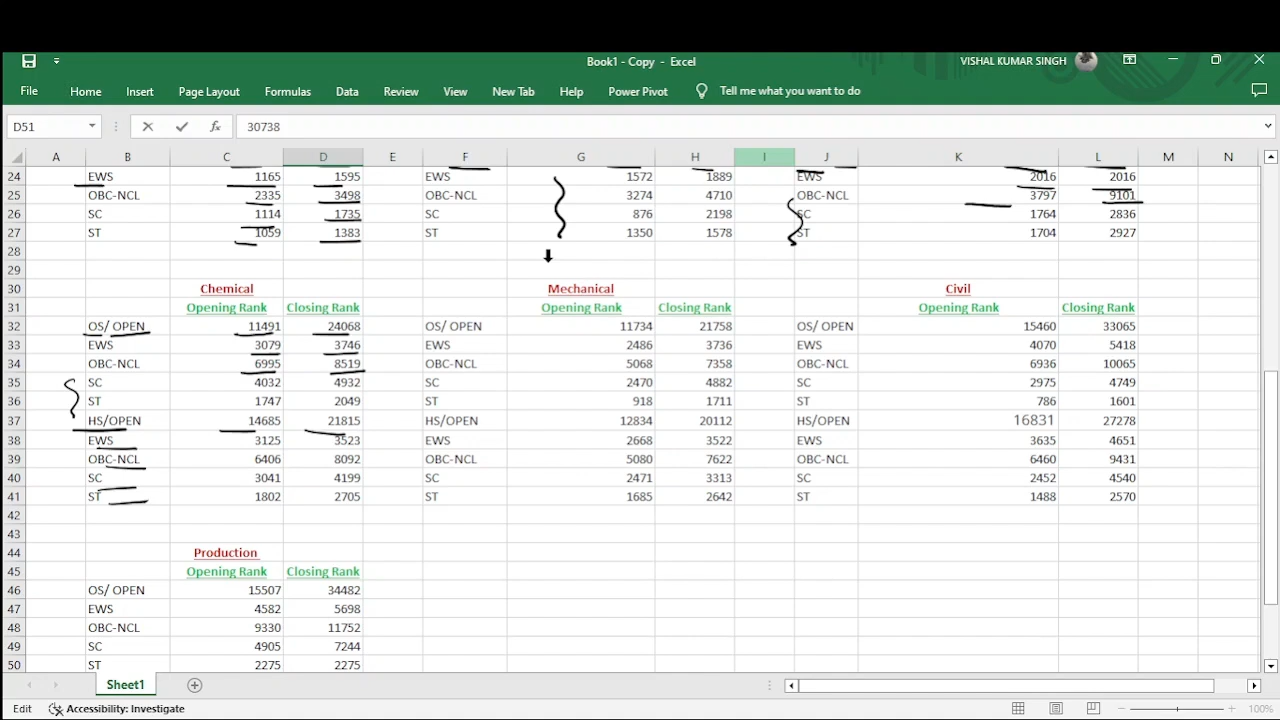 Book1 - Copy - Excel
VISHAL KUMAR SINGH
File Home Insert Page Layout Formulas Data Review View New Tab Help Power Pivot Tell me what you want to do
D51 fx 30738
A B C D E F G H I J K L M N
24 EWS 1165 1595 EWS 1572 1889 EWS 2016 2016
25 OBC-NCL 2335 3498 OBC-NCL 3274 4710 OBC-NCL 3797 9101
26 SC 1114 1735 SC 876 2198 SC 1764 2836
27 ST 1059 1383 ST 1350 1578 ST 1704 2927
28
29
30 Chemical Mechanical Civil
31 Opening Rank Closing Rank Opening Rank Closing Rank Opening Rank Closing Rank
32 OS/ OPEN 11491 24068 OS/ OPEN 11734 21758 OS/ OPEN 15460 33065
33 EWS 3079 3746 EWS 2486 3736 EWS 4070 5418
34 OBC-NCL 6995 8519 OBC-NCL 5068 7358 OBC-NCL 6936 10065
35 SC 4032 4932 SC 2470 4882 SC 2975 4749
36 ST 1747 2049 ST 918 1711 ST 786 1601
37 HS/OPEN 14685 21815 HS/OPEN 12834 20112 HS/OPEN 16831 27278
38 EWS 3125 3523 EWS 2668 3522 EWS 3635 4651
39 OBC-NCL 6406 8092 OBC-NCL 5080 7622 OBC-NCL 6460 9431
40 SC 3041 4199 SC 2471 3313 SC 2452 4540
41 ST 1802 2705 ST 1685 2642 ST 1488 2570
42
43
44 Production
45 Opening Rank Closing Rank
46 OS/ OPEN 15507 34482
47 EWS 4582 5698
48 OBC-NCL 9330 11752
49 SC 4905 7244
50 ST 2275 2275
Sheet1
Edit Accessibility: Investigate 100%